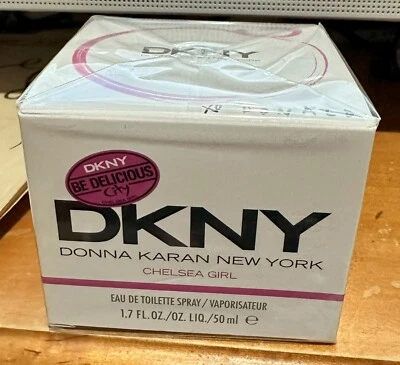 DKNY
DKNY
BE DELICIOUS
City
DKNY
DONNA KARAN NEW YORK
CHELSEA GIRL
EAU DE TOILETTE SPRAY/VAPORISATEUR
1.7 FL.OZ./OZ. LIQ./50 ml e